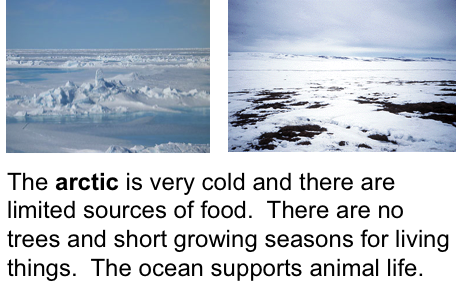 The arctic is very cold and there are
limited sources of food.  There are no
trees and short growing seasons for living
things.  The ocean supports animal life.